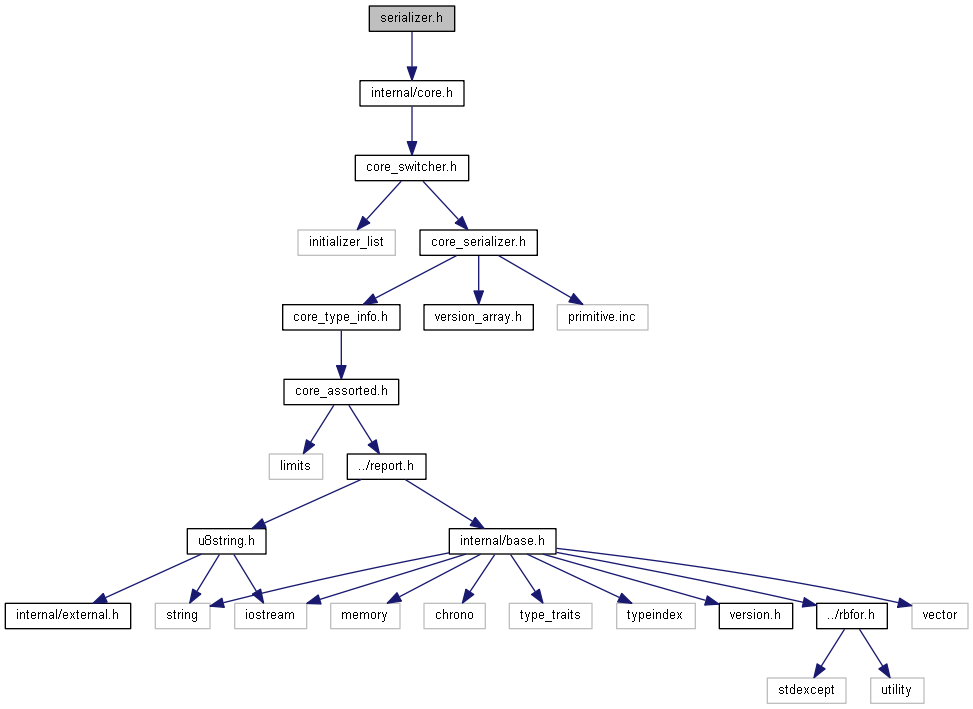 serializer.h
internal/core.h
core_switcher.h
initializer_list
core_serializer.h
core_type_info.h
version_array.h
primitive.inc
core_assorted.h
limits
../report.h
u8string.h
internal/base.h
internal/external.h
string
iostream
memory
chrono
type_traits
typeindex
version.h
../rbfor.h
vector
stdexcept
utility